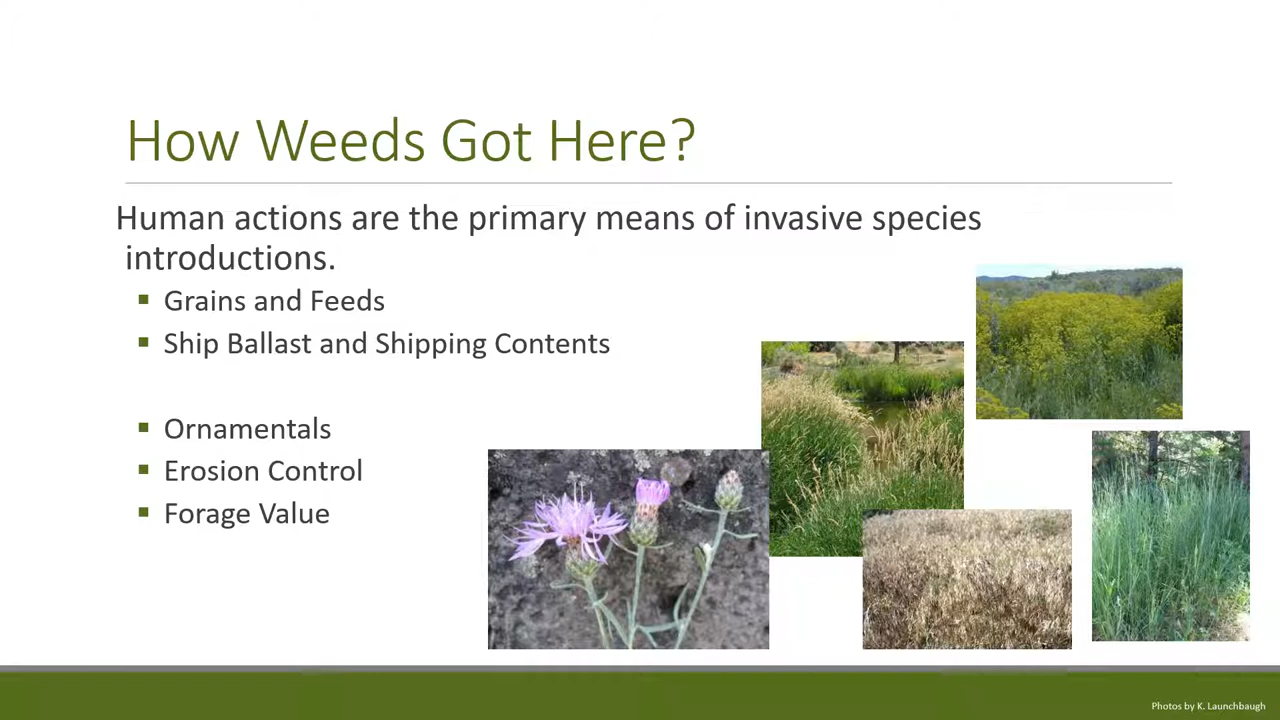 How Weeds Got Here?
Human actions are the primary means of invasive species
introductions.
▪ Grains and Feeds
▪ Ship Ballast and Shipping Contents
▪ Ornamentals
▪ Erosion Control
▪ Forage Value
Photos by K. Launchbaugh